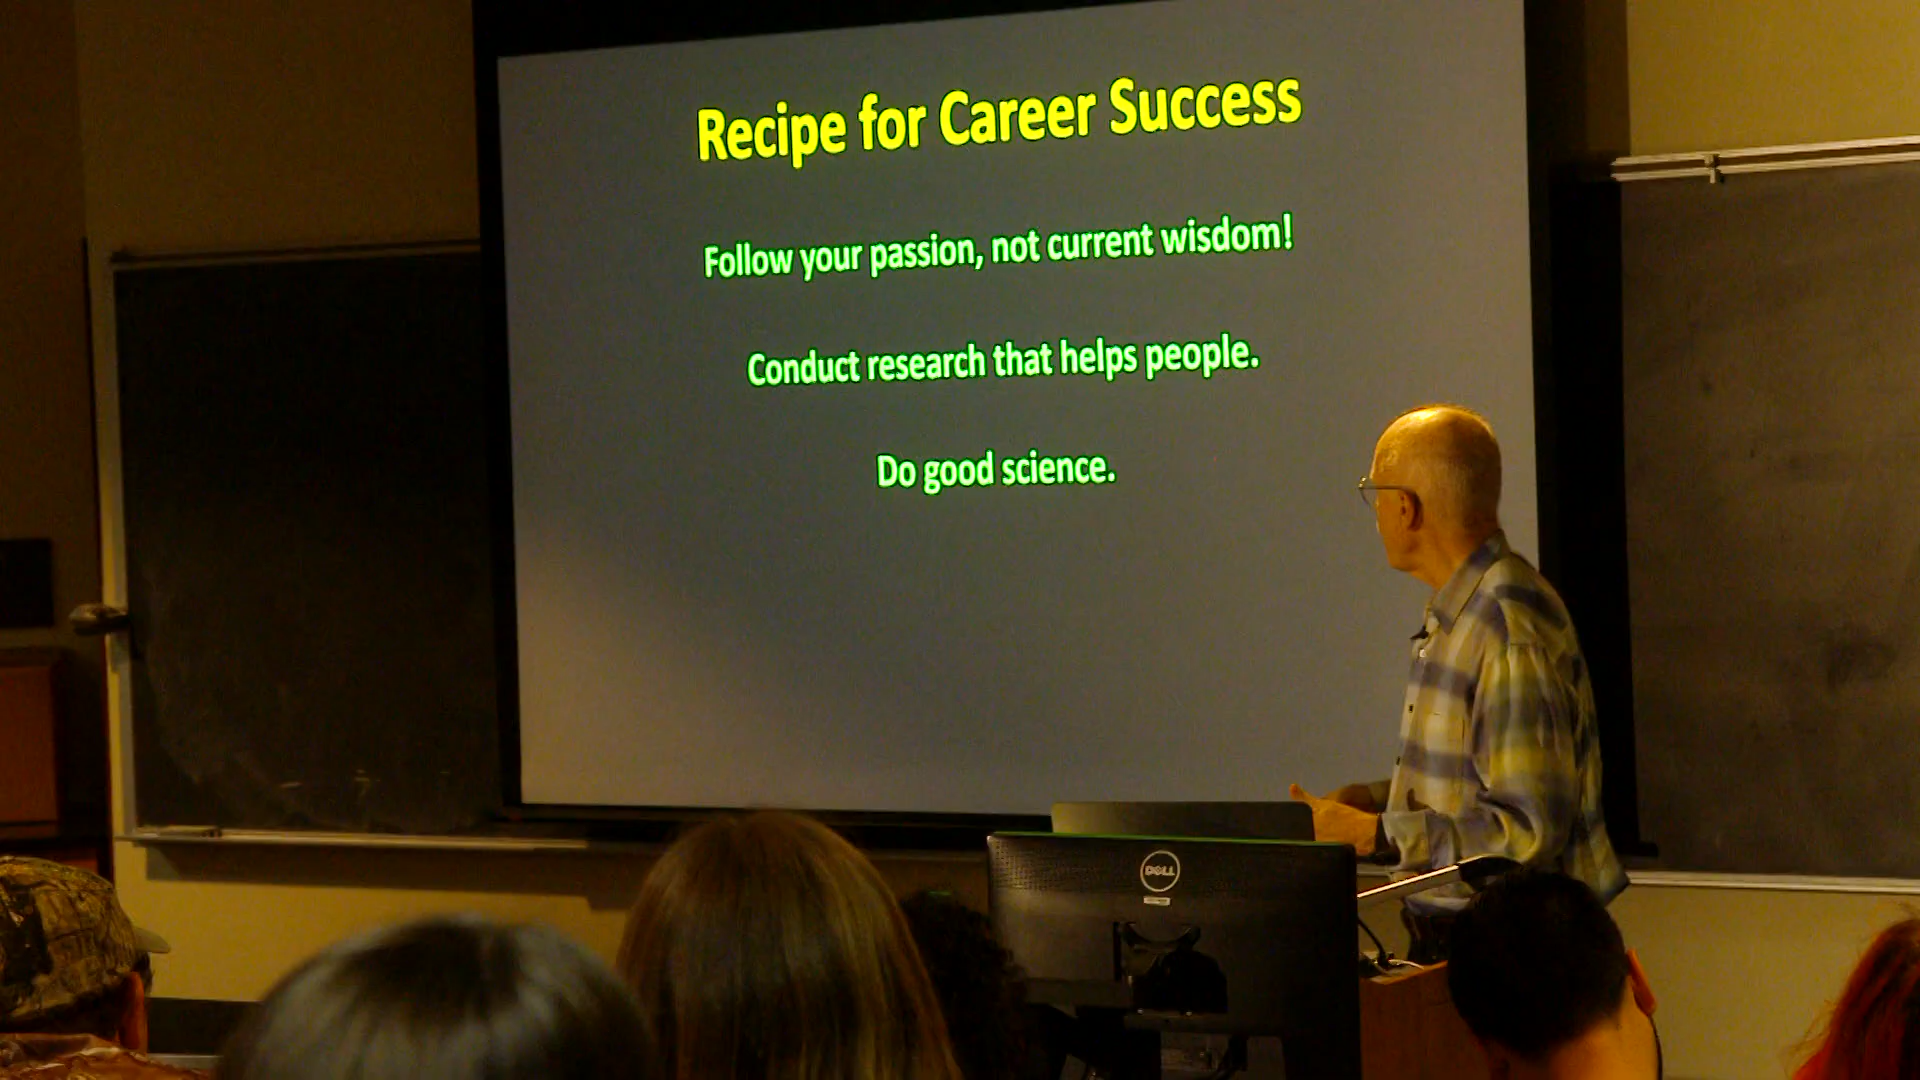 Recipe for Career Success
Follow your passion, not current wisdom!
Conduct research that helps people.
Do good science.
DELL